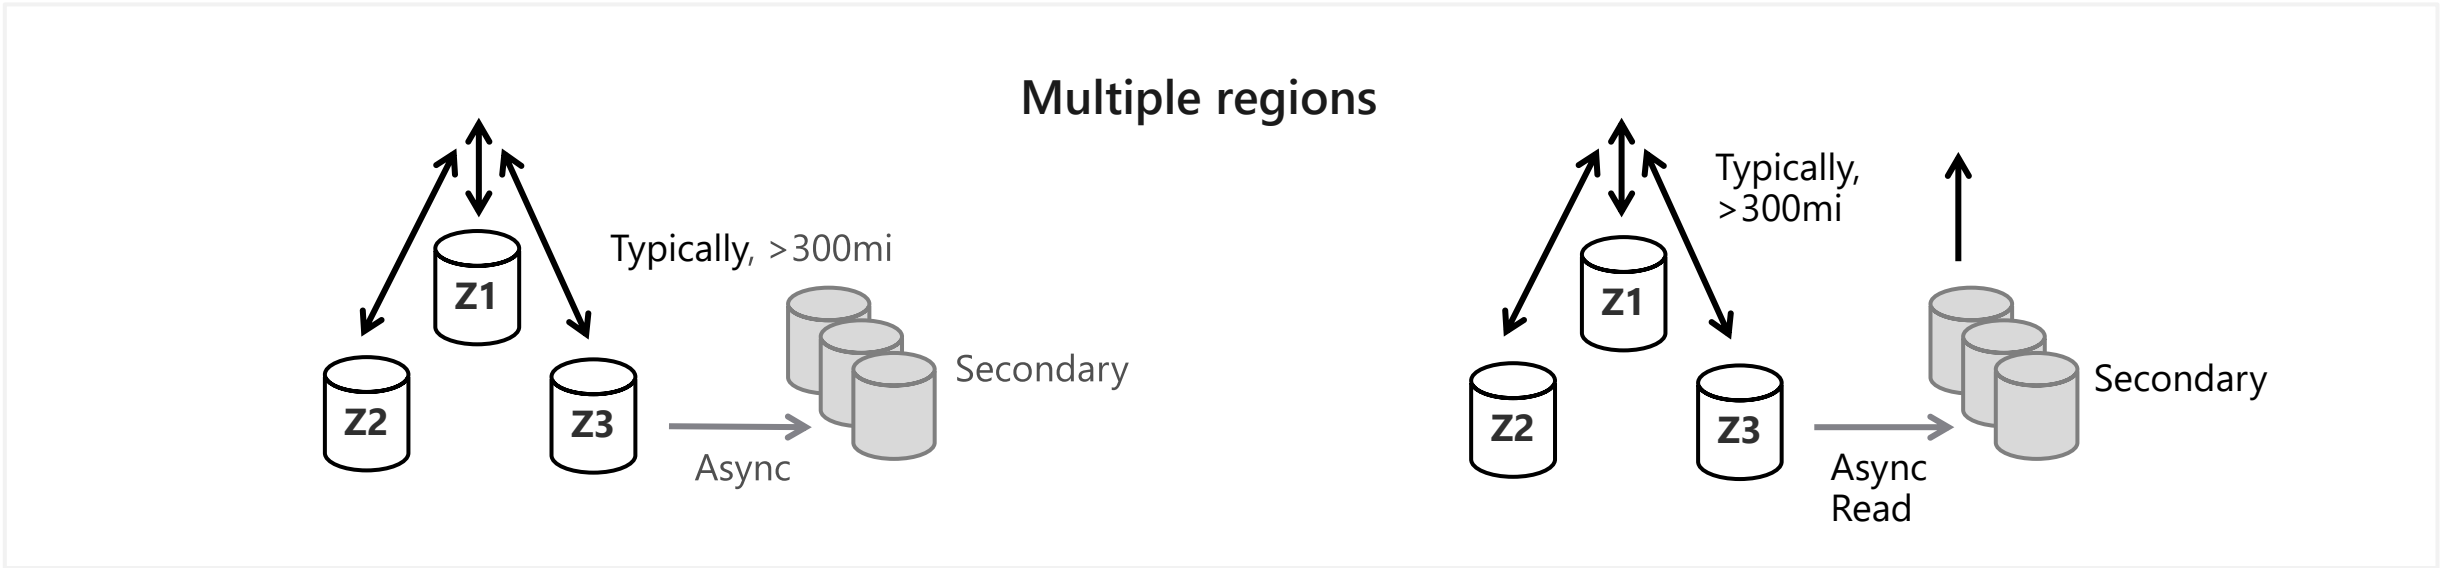 Multiple regions
Typically, >300mi
Z1
Z2
Z3
Secondary
Async
Typically,
>300mi
Z1
Z2
Z3
Secondary
Async
Read